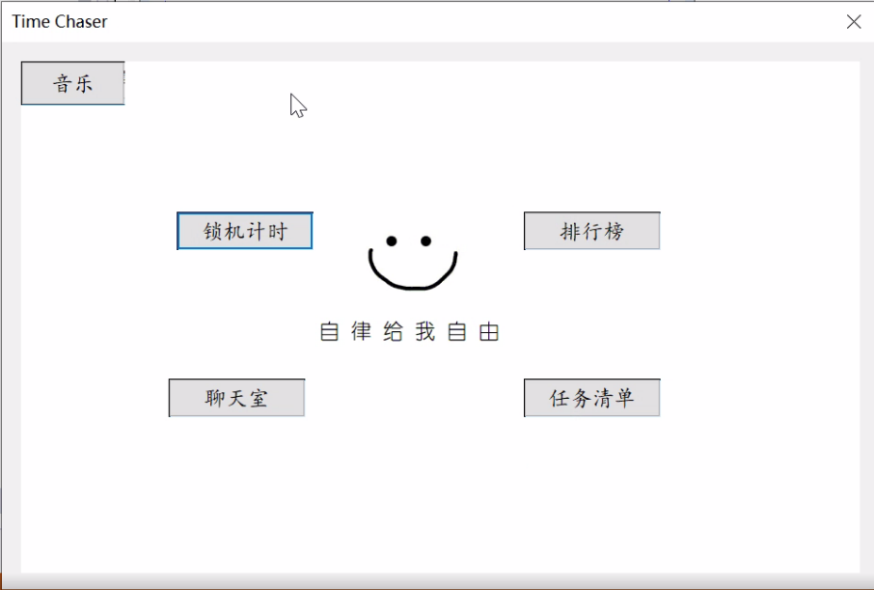 Time Chaser
音乐
锁机计时
排行榜
自律给我自由
聊天室
任务清单